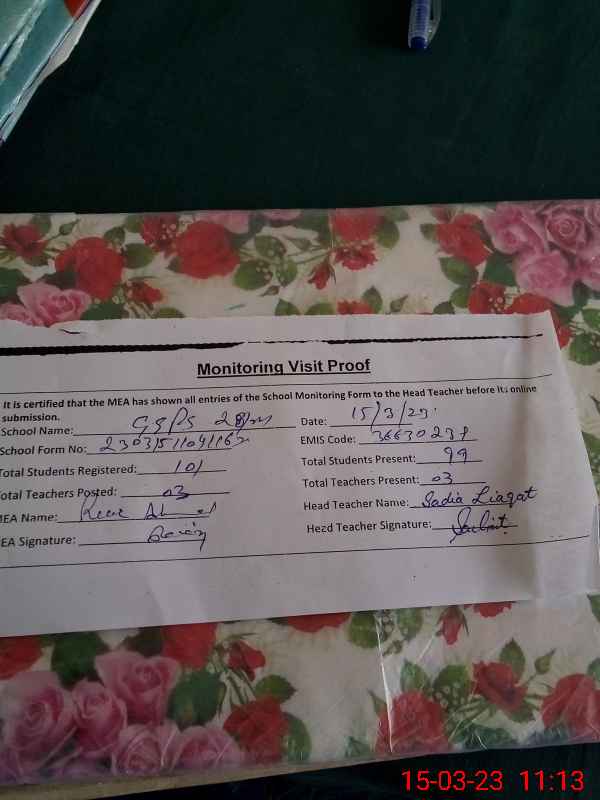 Monitoring Visit Proof
It is certified that the MEA has shown all entries of the School Monitoring Form to the Head Teacher before its online
submission.
School Name: GSPS Date: 15/3/23
School Form No: EMIS Code: 36630239
Total Students Registered: 101 Total Students Present: 99
Total Teachers Posted: 03 Total Teachers Present: 03
MEA Name: Head Teacher Name: Sadia Liaqat
EA Signature: Head Teacher Signature:
15-03-23 11:13